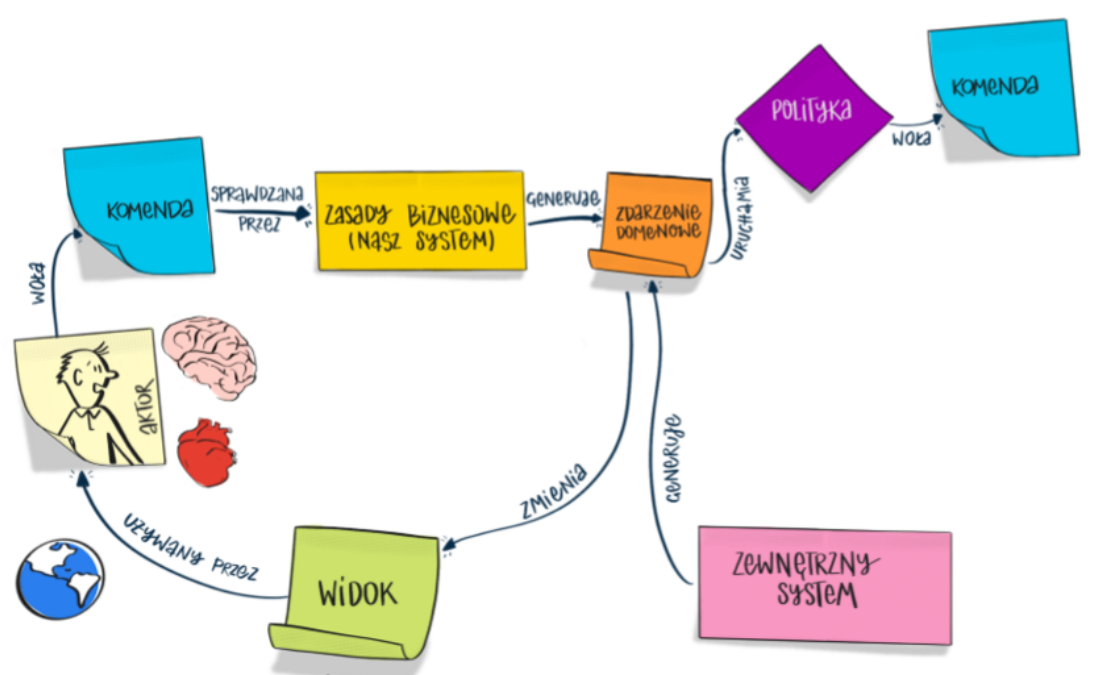 KOMENDA
SPRAWDZANA
PRZEZ
ZASADY BIZNESOWE
(NASZ SYSTEM)
GENERUJE
ZDARZENIE
DOMENOWE
URUCHAMIA
POLITYKA
WOŁA
KOMENDA
WOŁA
AKTOR
UŻYWANY PRZEZ
WIDOK
ZMIENIA
GENERUJE
ZEWNĘTRZNY
SYSTEM